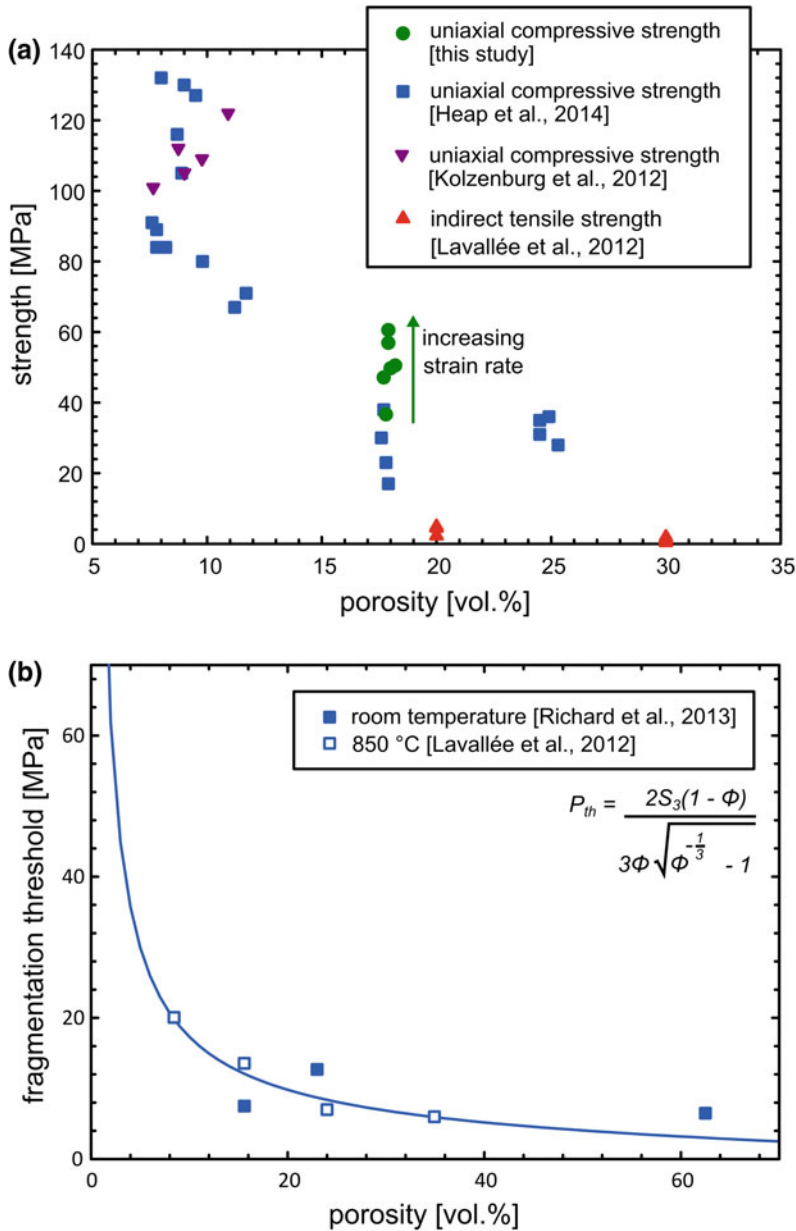 (a)
uniaxial compressive strength
[this study]
uniaxial compressive strength
[Heap et al., 2014]
uniaxial compressive strength
[Kolzenburg et al., 2012]
indirect tensile strength
[Lavallée et al., 2012]
strength [MPa]
140
120
100
80
60
40
20
0
increasing
strain rate
5 10 15 20 25 30 35
porosity [vol.%]
(b)
room temperature [Richard et al., 2013]
850 °C [Lavallée et al., 2012]
P_th = 2S_3(1 - Φ) / 3Φ√(Φ^(-1/3) - 1)
fragmentation threshold [MPa]
60
40
20
0
0 20 40 60
porosity [vol.%]